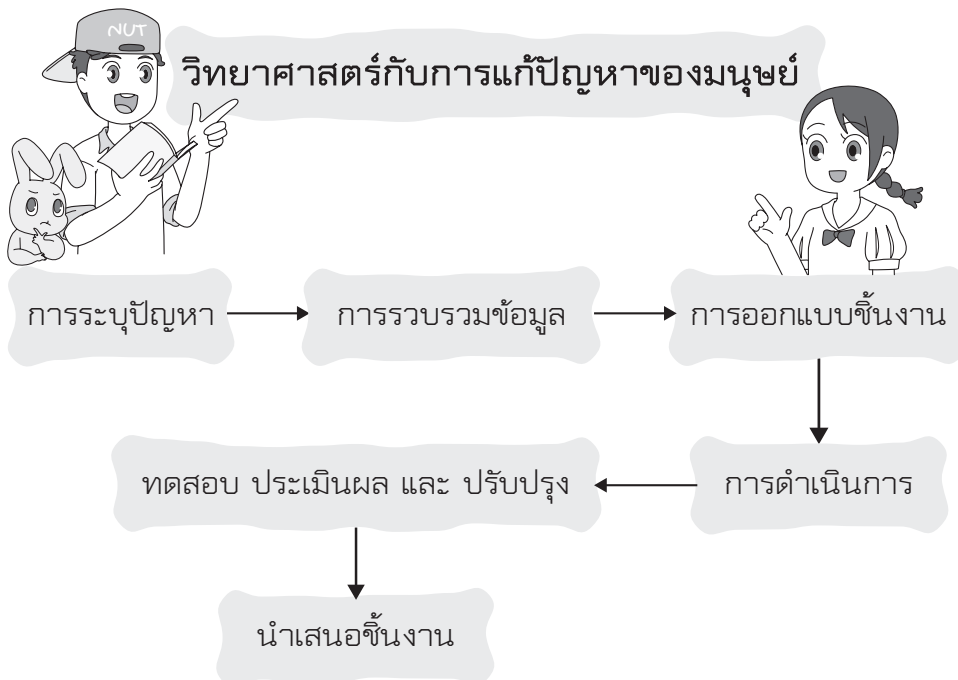 NUT
วิทยาศาสตร์กับการแก้ปัญหาของมนุษย์
การระบุปัญหา
การรวบรวมข้อมูล
การออกแบบชิ้นงาน
การดำเนินการ
ทดสอบ ประเมินผล และ ปรับปรุง
นำเสนอชิ้นงาน